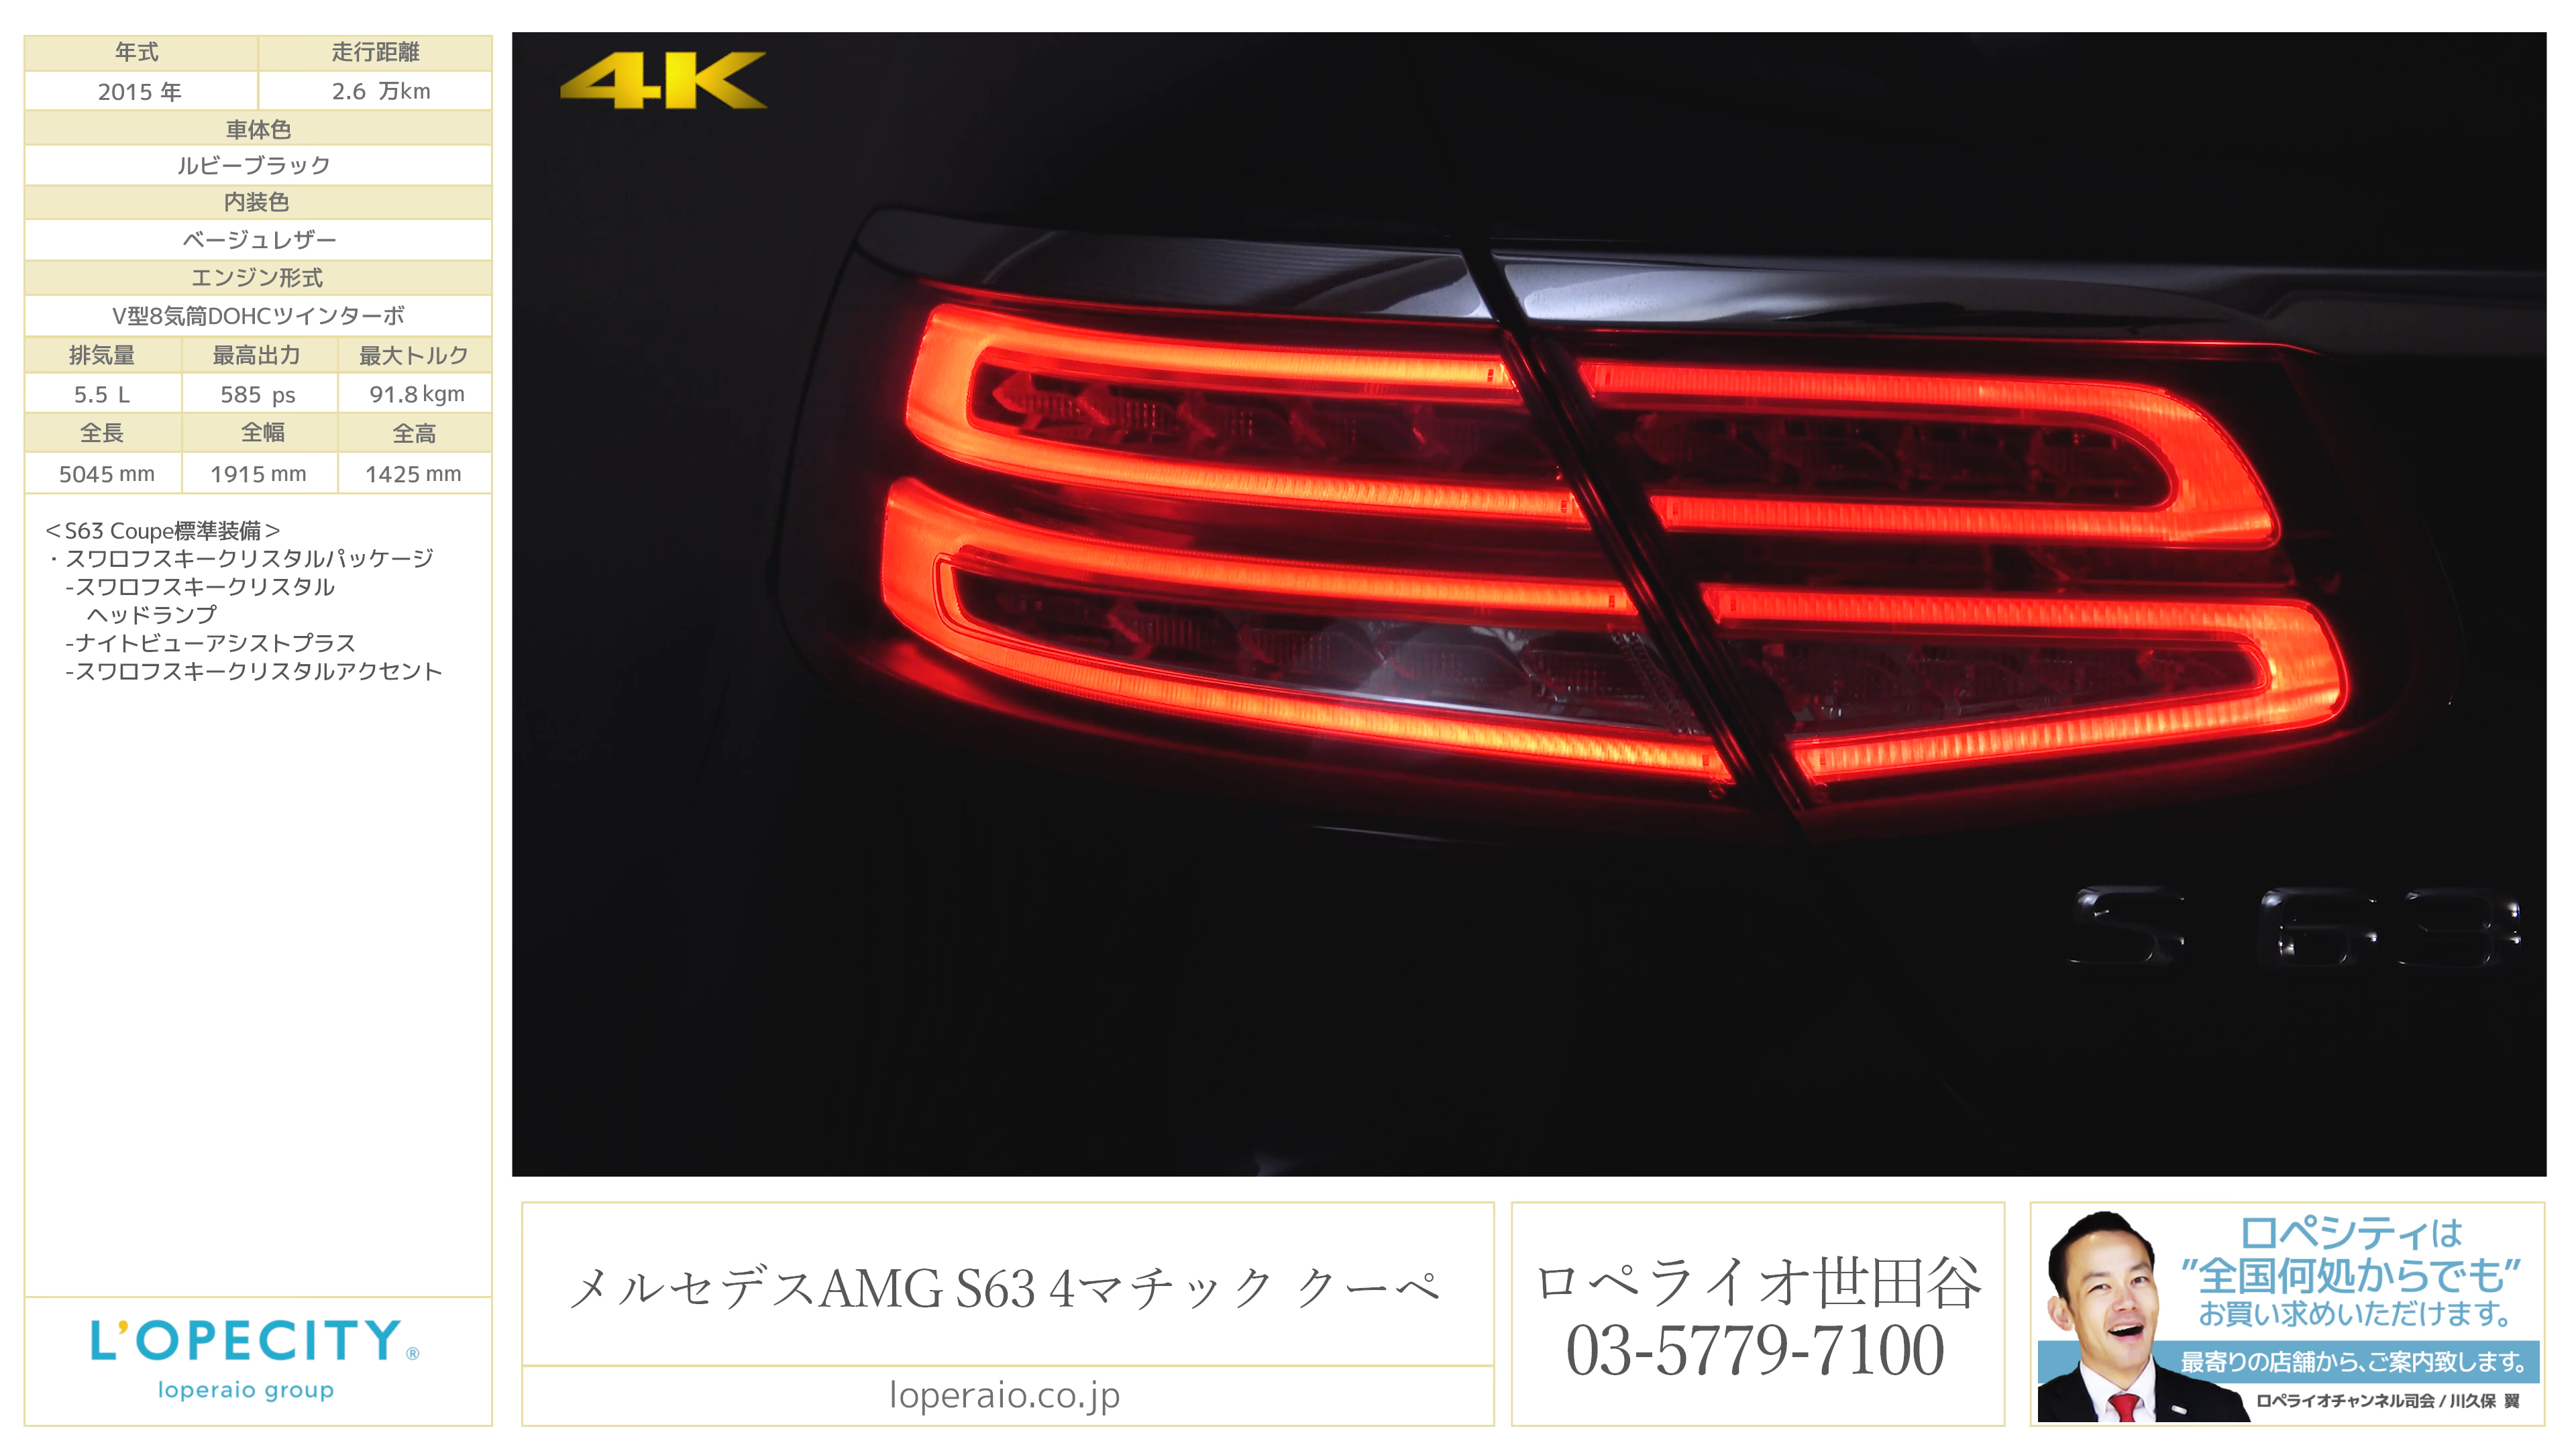 年式 走行距離
2015 年 2.6 万km
車体色
ルビーブラック
内装色
ベージュレザー
エンジン形式
V型8気筒DOHCツインターボ
排気量 最高出力 最大トルク
5.5 L 585 ps 91.8 kgm
全長 全幅 全高
5045 mm 1915 mm 1425 mm
＜S63 Coupe標準装備＞
・スワロフスキークリスタルパッケージ
-スワロフスキークリスタル
ヘッドランプ
-ナイトビューアシストプラス
-スワロフスキークリスタルアクセント
L'OPECITY®
loperaio group
4K
S 63
メルセデスAMG S63 4マチック クーペ
loperaio.co.jp
ロペライオ世田谷
03-5779-7100
ロペシティは
"全国何処からでも"
お買い求めいただけます。
最寄りの店舗から、ご案内致します。
ロペライオチャンネル司会 / 川久保 翼